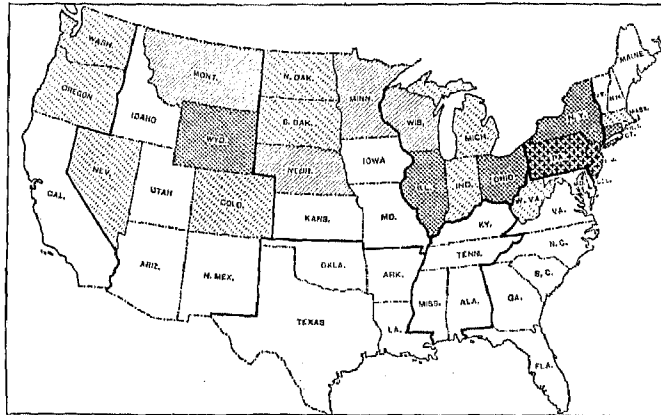 WASH.
OREGON
CAL.
NEV.
IDAHO
MONT.
WYO.
UTAH
COLO.
ARIZ.
N. MEX.
N. DAK.
S. DAK.
NEBR.
KANS.
OKLA.
TEXAS
MINN.
IOWA
MO.
ARK.
LA.
WIS.
ILL.
MICH.
IND.
OHIO
KY.
TENN.
MISS.
ALA.
GA.
FLA.
S. C.
N. C.
VA.
W. VA.
PA.
N. Y.
VT.
N.H.
MAINE
MASS.
CT.